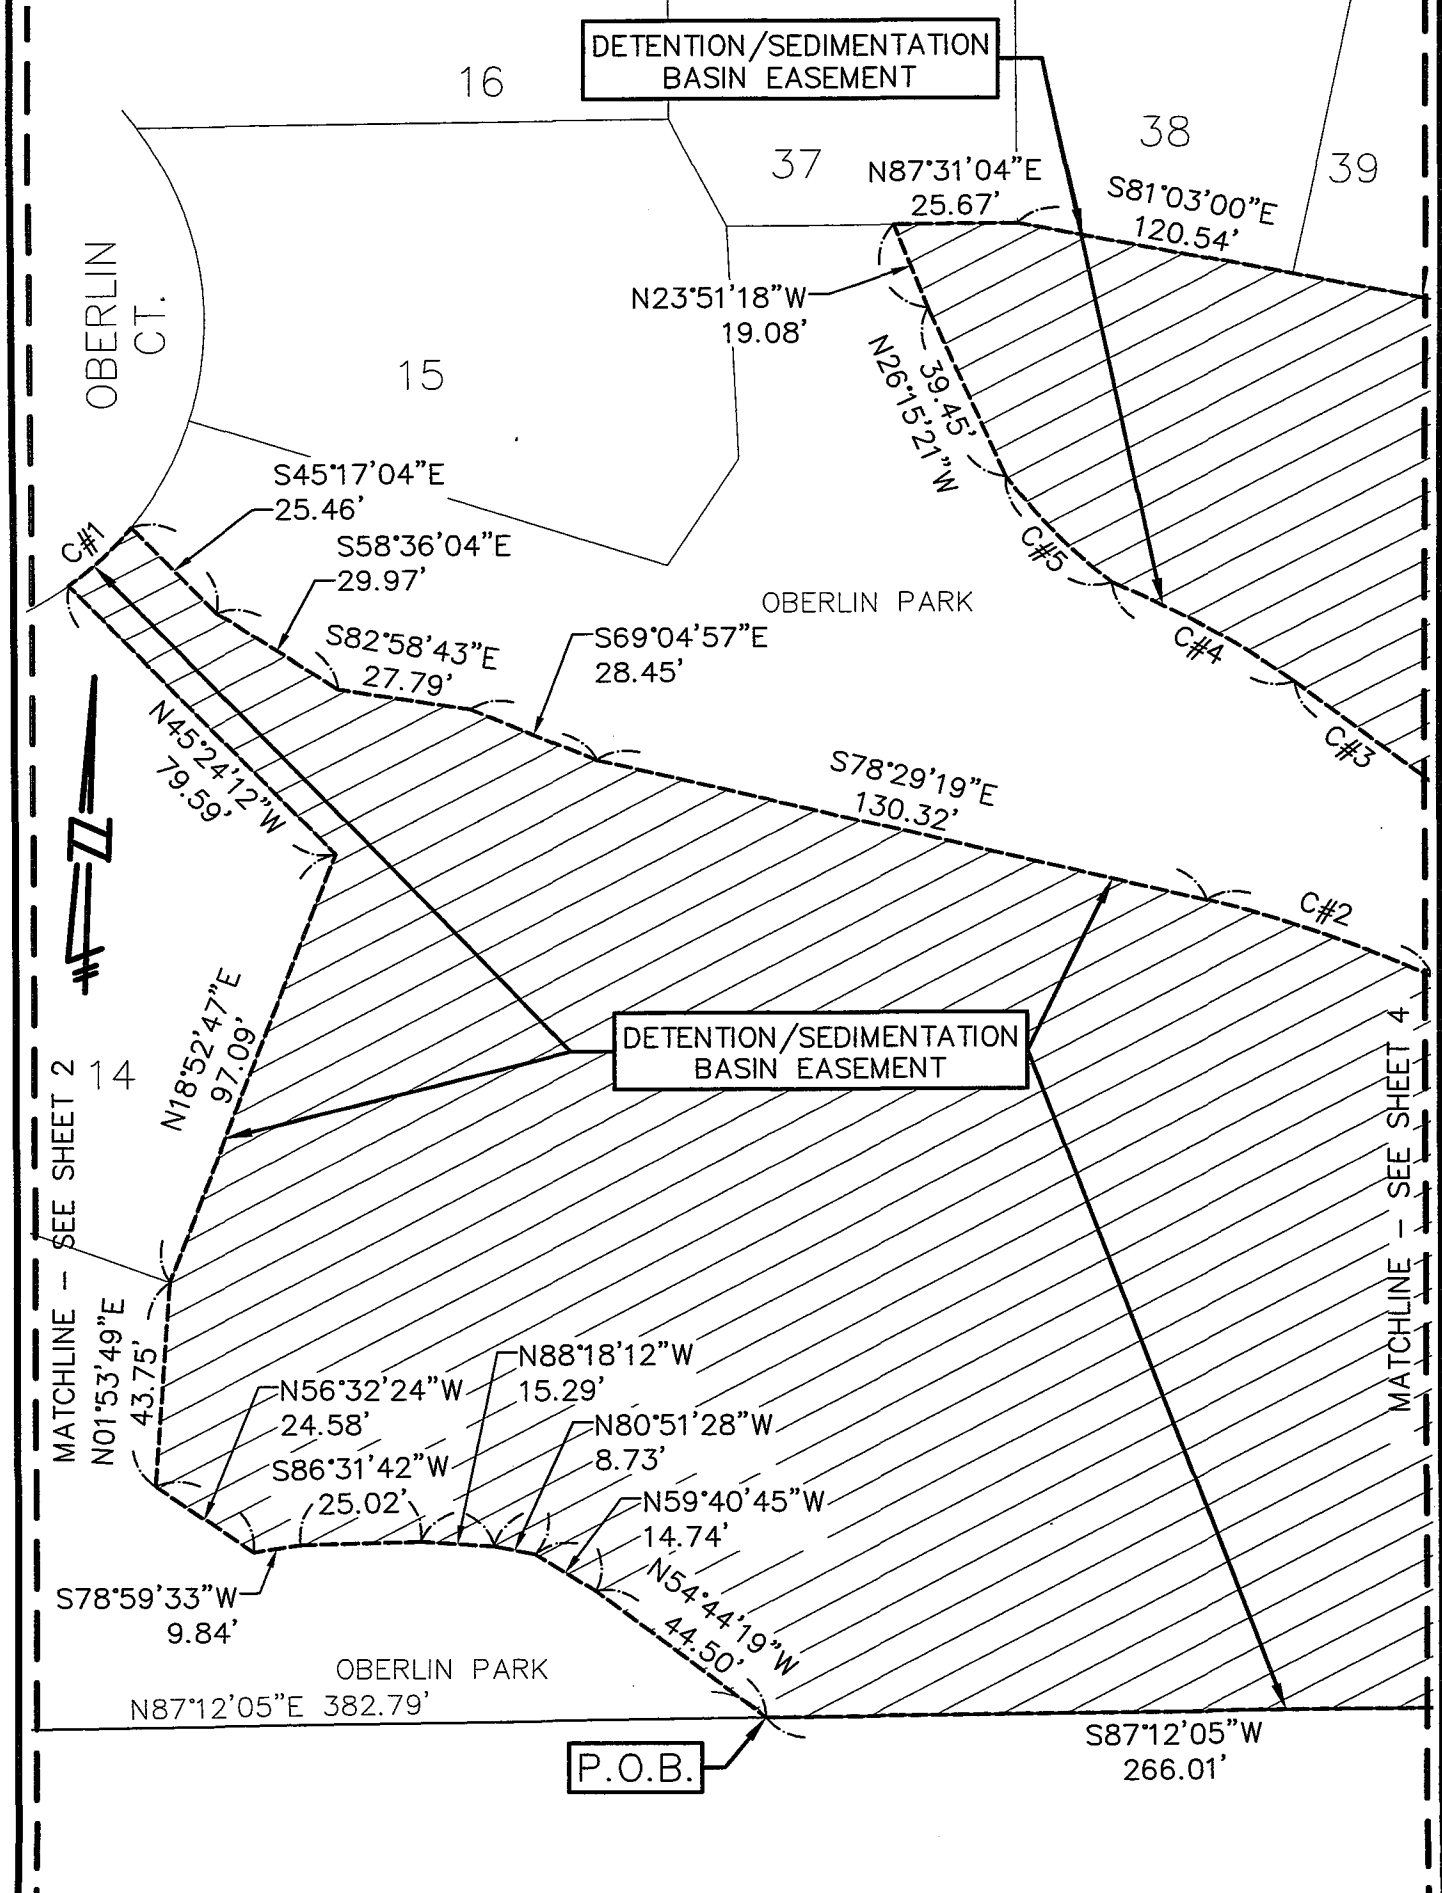 DETENTION/SEDIMENTATION
BASIN EASEMENT
16
38
37
39
N87°31'04"E
25.67'
S81°03'00"E
120.54'
OBERLIN
CT.
N23°51'18"W
19.08'
15
39.45'
N26°15'21"W
S45°17'04"E
25.46'
C#1
S58°36'04"E
29.97'
C#5
OBERLIN PARK
S82°58'43"E
27.79'
S69°04'57"E
28.45'
C#4
N45°24'12"W
79.59'
C#3
S78°29'19"E
130.32'
C#2
N
N18°52'47"E
97.09'
DETENTION/SEDIMENTATION
BASIN EASEMENT
14
MATCHLINE - SEE SHEET 2
MATCHLINE - SEE SHEET 4
N01°53'49"E
43.75'
N88°18'12"W
15.29'
N56°32'24"W
24.58'
N80°51'28"W
8.73'
S86°31'42"W
25.02'
N59°40'45"W
14.74'
N54°44'19"W
44.50'
S78°59'33"W
9.84'
OBERLIN PARK
N87°12'05"E 382.79'
S87°12'05"W
266.01'
P.O.B.